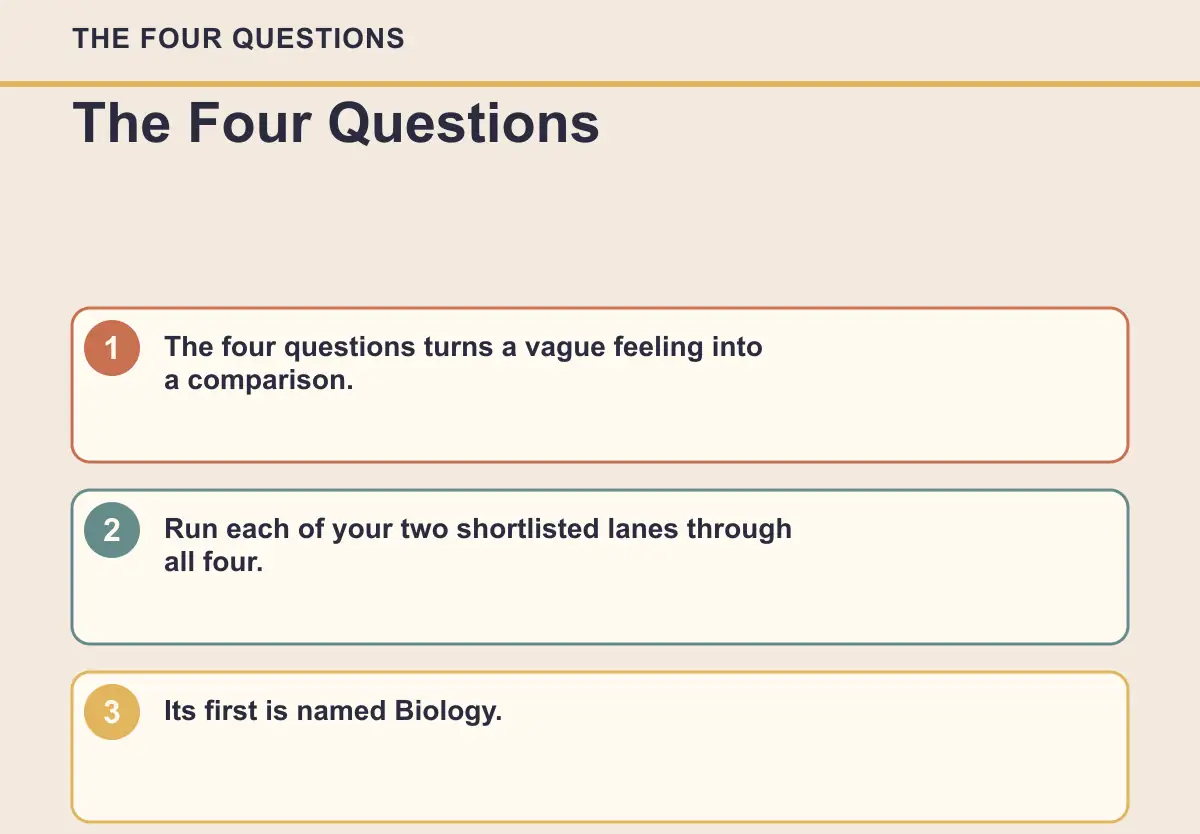 THE FOUR QUESTIONS
The Four Questions
1
The four questions turns a vague feeling into
a comparison.
2
Run each of your two shortlisted lanes through
all four.
3
Its first is named Biology.